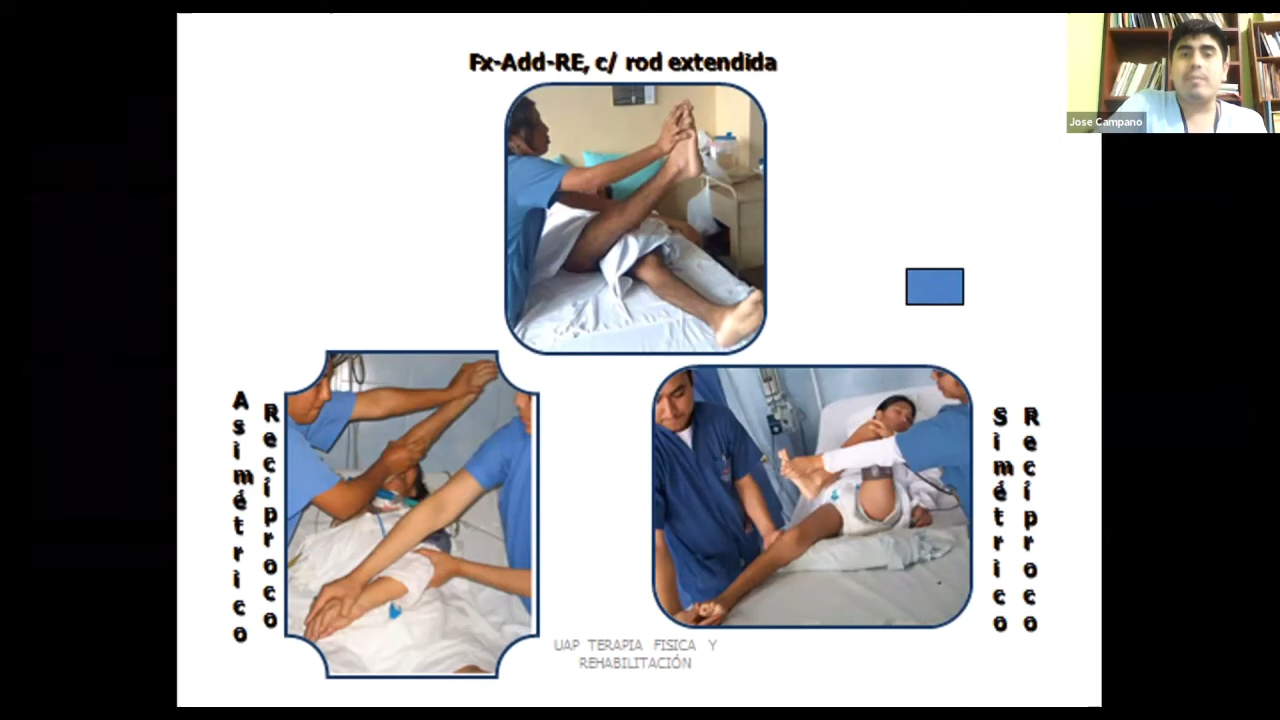 Fx-Add-RE, c/ rod extendida
Jose Campano
Asimétrico
Recíproco
Simétrico
Recíproco
UAP TERAPIA FISICA Y
REHABILITACIÓN